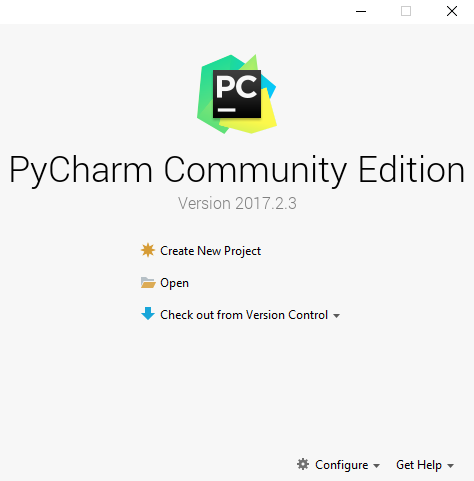 PC
PyCharm Community Edition
Version 2017.2.3
Create New Project
Open
Check out from Version Control
Configure Get Help